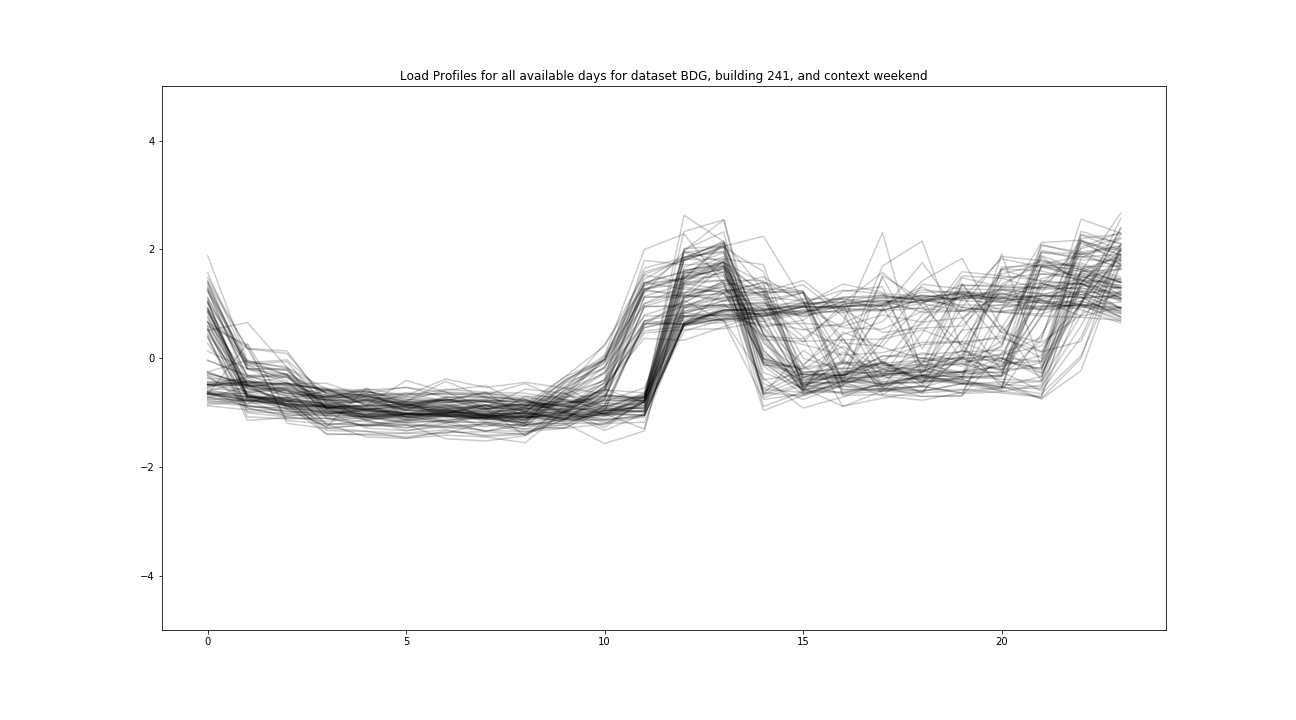 Load Profiles for all available days for dataset BDG, building 241, and context weekend
4
2
0
−2
−4
0 5 10 15 20